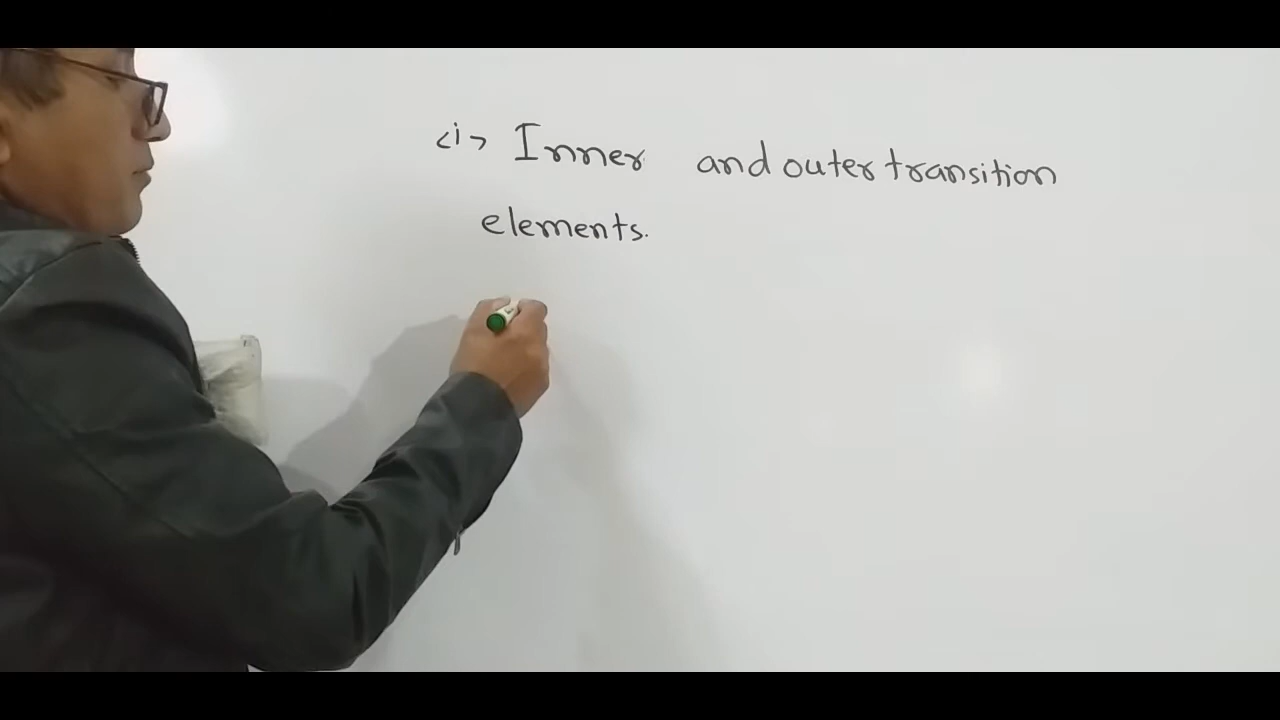 <i> Inner and outer transition
elements.